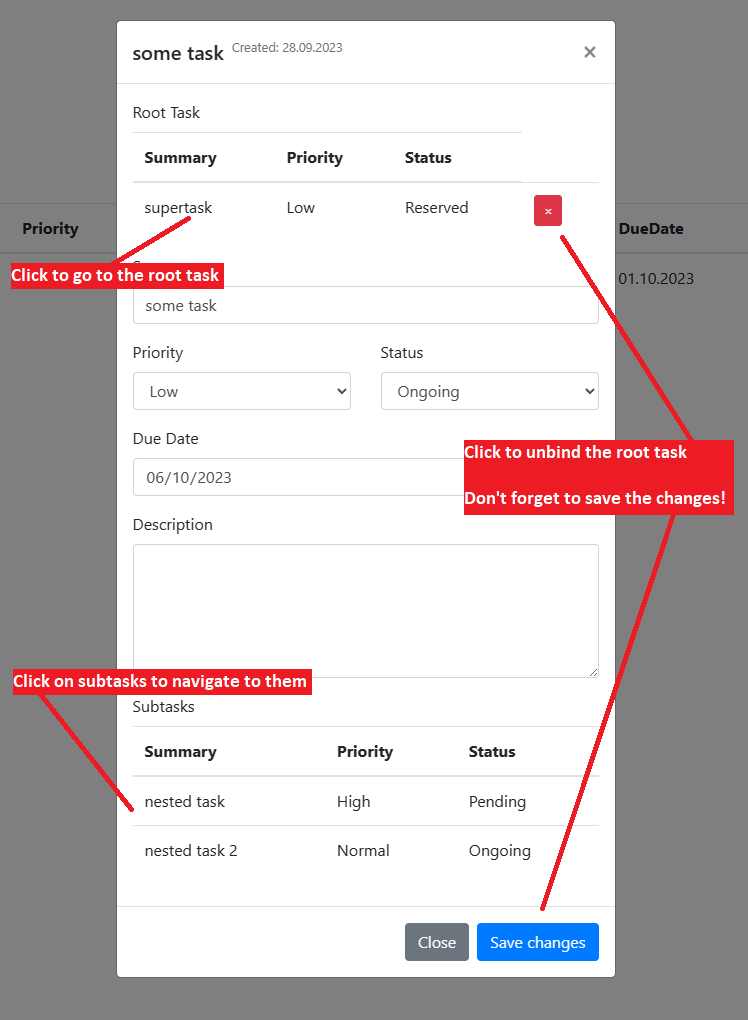 some task Created: 28.09.2023 ×
Root Task
Summary Priority Status
supertask Low Reserved ×
Priority DueDate
Click to go to the root task
01.10.2023
some task
Priority Status
Low Ongoing
Due Date
06/10/2023
Click to unbind the root task
Don't forget to save the changes!
Description
Click on subtasks to navigate to them
Subtasks
Summary Priority Status
nested task High Pending
nested task 2 Normal Ongoing
Close Save changes